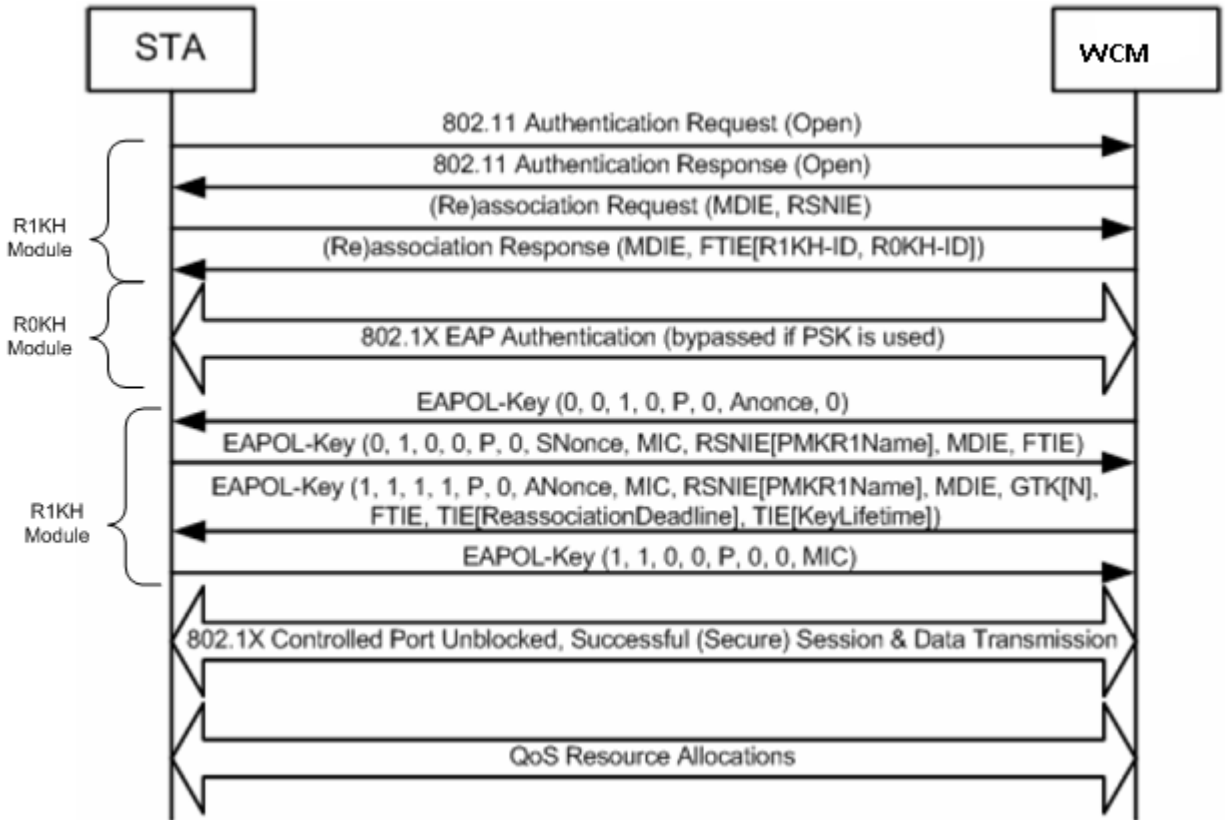 STA
WCM
802.11 Authentication Request (Open)
802.11 Authentication Response (Open)
(Re)association Request (MDIE, RSNIE)
(Re)association Response (MDIE, FTIE[R1KH-ID, R0KH-ID])
R1KH
Module
R0KH
Module
802.1X EAP Authentication (bypassed if PSK is used)
EAPOL-Key (0, 0, 1, 0, P, 0, Anonce, 0)
EAPOL-Key (0, 1, 0, 0, P, 0, SNonce, MIC, RSNIE[PMKR1Name], MDIE, FTIE)
EAPOL-Key (1, 1, 1, 1, P, 0, ANonce, MIC, RSNIE[PMKR1Name], MDIE, GTK[N],
FTIE, TIE[ReassociationDeadline], TIE[KeyLifetime])
R1KH
Module
EAPOL-Key (1, 1, 0, 0, P, 0, 0, MIC)
802.1X Controlled Port Unblocked, Successful (Secure) Session & Data Transmission
QoS Resource Allocations